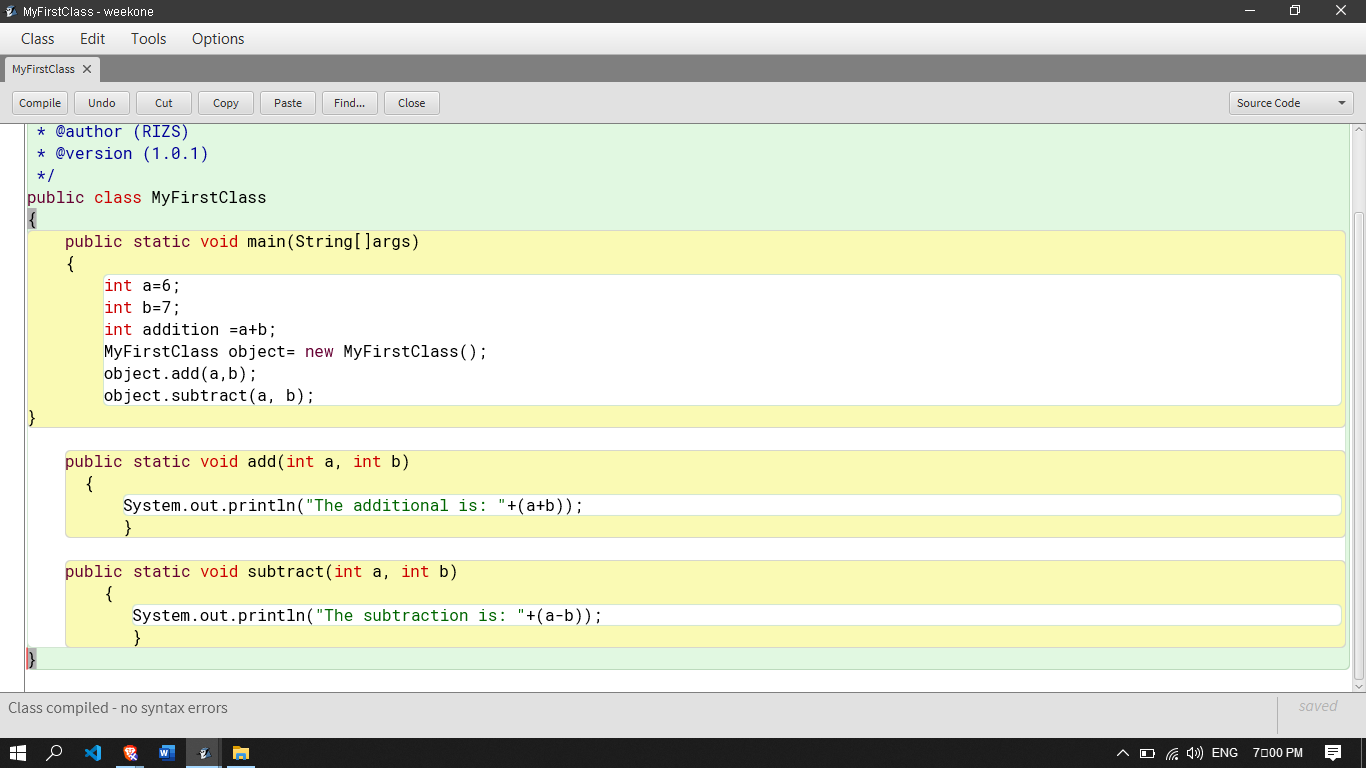 MyFirstClass - weekone
Class Edit Tools Options
MyFirstClass
Compile Undo Cut Copy Paste Find... Close Source Code
* @author (RIZS)
* @version (1.0.1)
*/
public class MyFirstClass
{
public static void main(String[]args)
{
int a=6;
int b=7;
int addition =a+b;
MyFirstClass object= new MyFirstClass();
object.add(a,b);
object.subtract(a, b);
}
public static void add(int a, int b)
{
System.out.println("The additional is: "+(a+b));
}
public static void subtract(int a, int b)
{
System.out.println("The subtraction is: "+(a-b));
}
}
Class compiled - no syntax errors
saved
ENG 7□00 PM